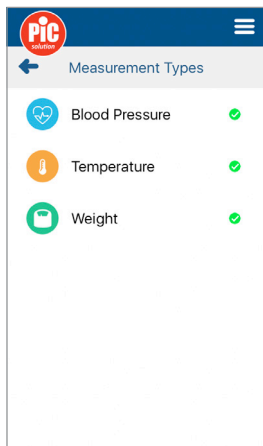 PiC
solution
Measurement Types
Blood Pressure
Temperature
Weight